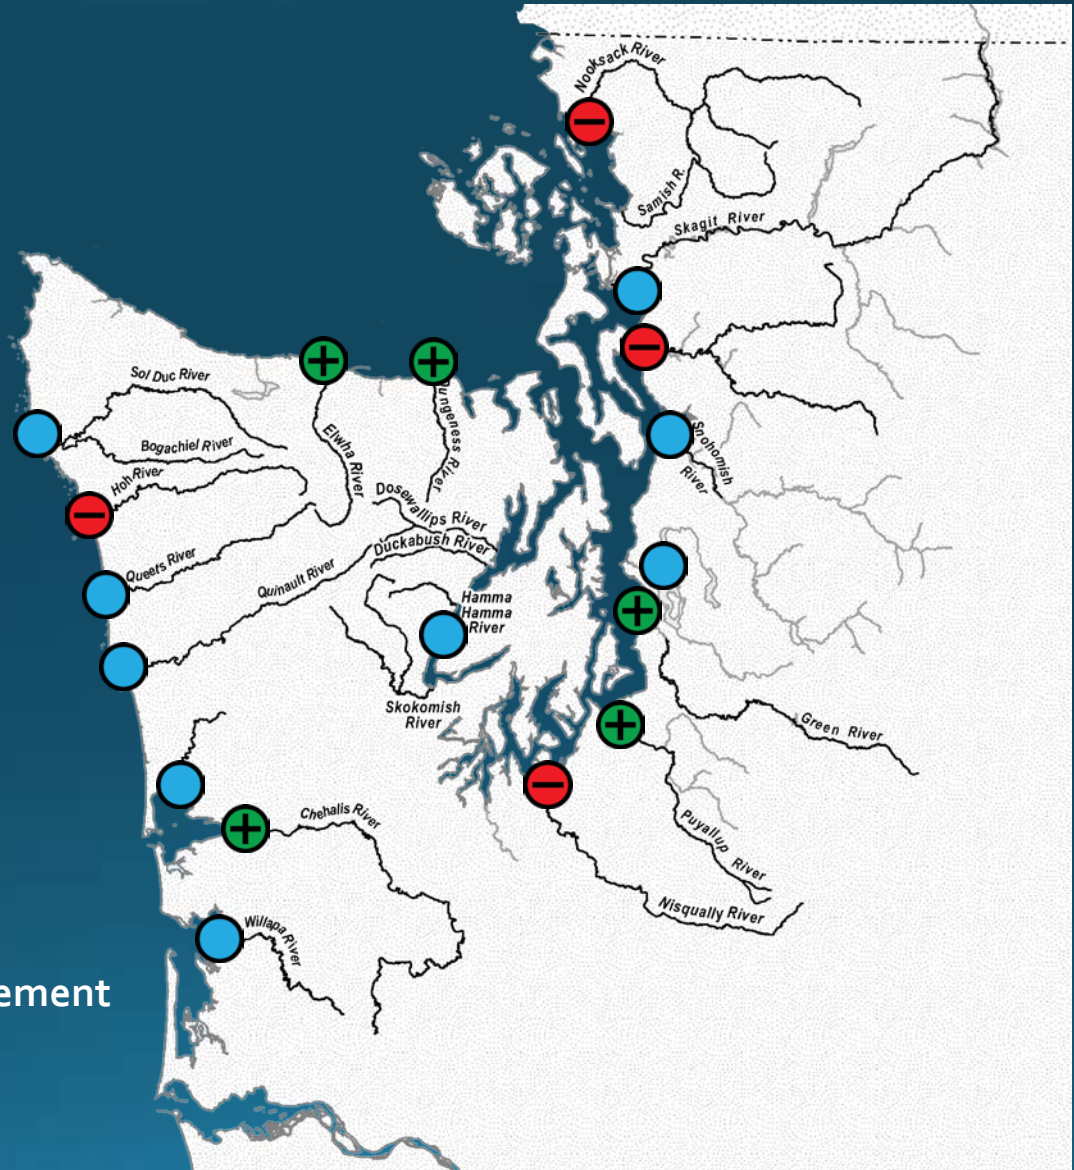 Nooksack River
Samish R.
Skagit River
Sol Duc River
Bogachiel River
Hoh River
Elwha River
ungeness River
Snohomish
River
Dosewallips River
Duckabush River
Queets River
Quinault River
Hamma
Hamma
River
Skokomish
River
Green River
Chehalis River
Puyallup River
Nisqually River
Willapa River
ement